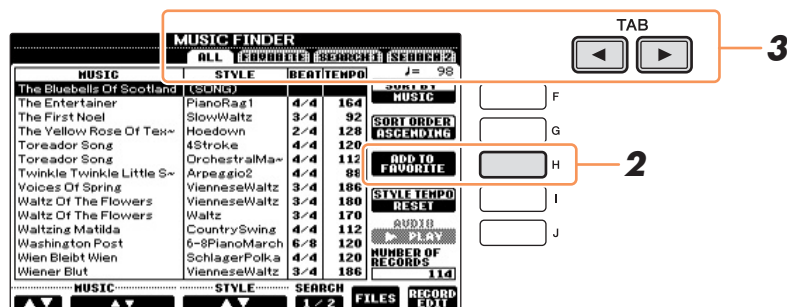 TAB
3
MUSIC FINDER
ALL FAVORITE SEARCH 1 SEARCH 2
MUSIC STYLE BEAT TEMPO ♩= 98
The Bluebells Of Scotland (SONG)
SORT BY MUSIC
The Entertainer PianoRag1 4/4 164
F
The First Noel SlowWaltz 3/4 92
SORT ORDER ASCENDING
The Yellow Rose Of Tex~ Hoedown 2/4 128
G
Toreador Song 4Stroke 4/4 120
Toreador Song OrchestralMa~ 4/4 112
ADD TO FAVORITE
H
2
Twinkle Twinkle Little S~ Arpeggio2 4/4 88
Voices Of Spring VienneseWaltz 3/4 186
STYLE TEMPO RESET
Waltz Of The Flowers VienneseWaltz 3/4 180
I
Waltz Of The Flowers Waltz 3/4 170
Waltzing Matilda CountrySwing 4/4 112
AUDIO ► PLAY
J
Washington Post 6-8PianoMarch 6/8 120
Wien Bleibt Wien SchlagerPolka 4/4 120
NUMBER OF RECORDS
Wiener Blut VienneseWaltz 3/4 186
114
MUSIC STYLE SEARCH
▲▼ ▲▼ ▲▼ 1/2 FILES RECORD EDIT